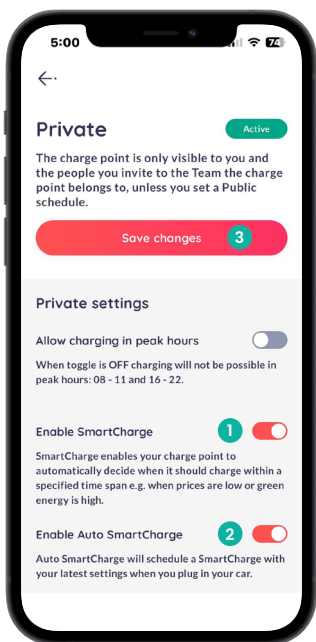 5:00
74
Private
Active
The charge point is only visible to you and
the people you invite to the Team the charge
point belongs to, unless you set a Public
schedule.
Save changes 3
Private settings
Allow charging in peak hours
When toggle is OFF charging will not be possible in
peak hours: 08 - 11 and 16 - 22.
Enable SmartCharge 1
SmartCharge enables your charge point to
automatically decide when it should charge within a
specified time span e.g. when prices are low or green
energy is high.
Enable Auto SmartCharge 2
Auto SmartCharge will schedule a SmartCharge with
your latest settings when you plug in your car.